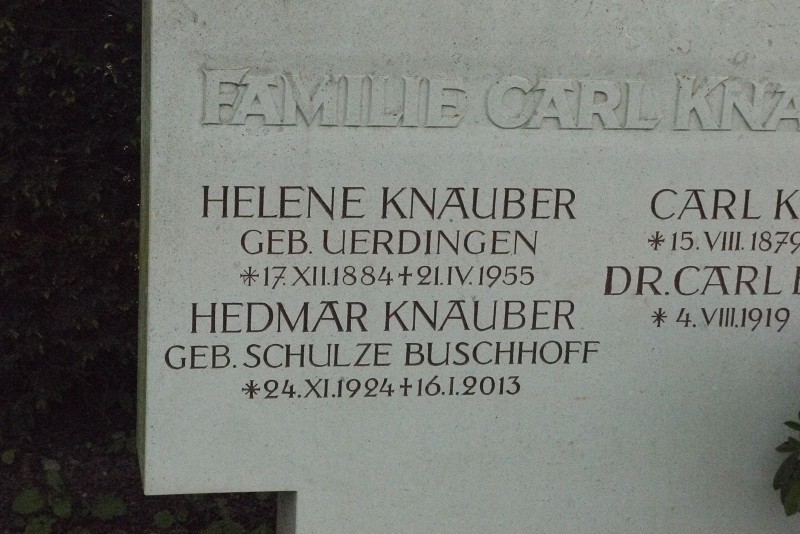 FAMILIE CARL KNA
HELENE KNAUBER
GEB. UERDINGEN
*17.XII.1884+21.IV.1955
HEDMAR KNAUBER
GEB. SCHULZE BUSCHHOFF
*24.XI.1924+16.I.2013
CARL K
*15.VIII.1879
DR.CARL
*4.VIII.1919